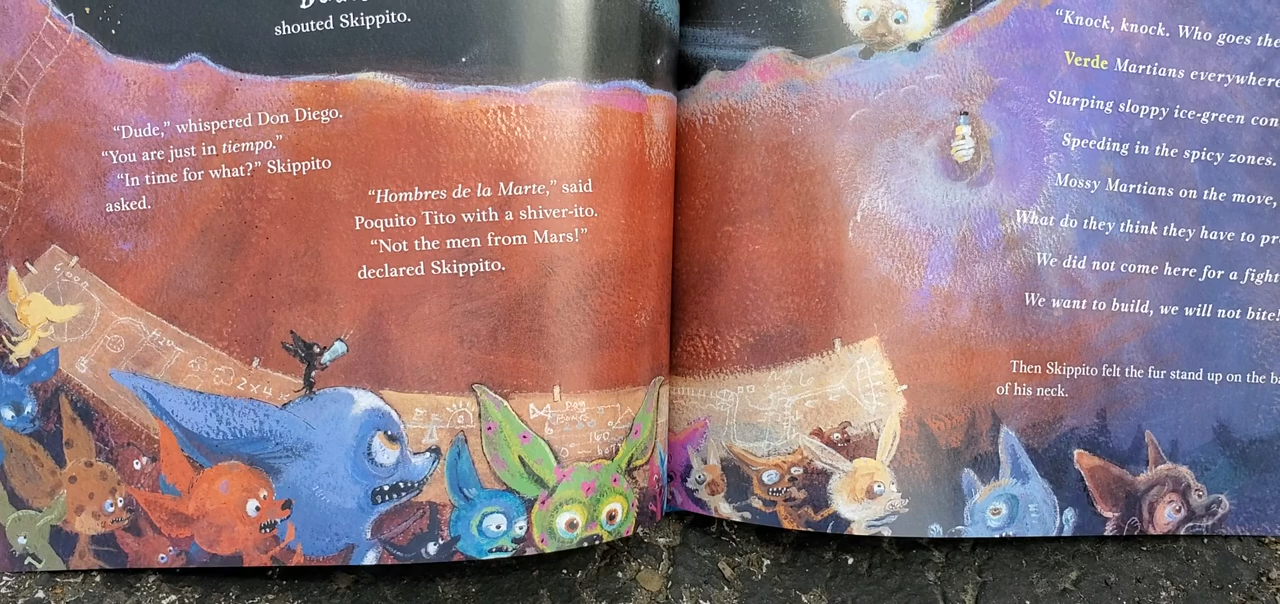 shouted Skippito.
“Dude,” whispered Don Diego.
“You are just in tiempo.”
“In time for what?” Skippito
asked.
“Hombres de la Marte,” said
Poquito Tito with a shiver-ito.
“Not the men from Mars!”
declared Skippito.
2x4
Dog
Bones
“Knock, knock. Who goes
Verde Martians everywhere
Slurping sloppy ice-green
Speeding in the spicy zones.
Mossy Martians on the move,
What do they think they have to
We did not come here for a fight
We want to build, we will not bite!
Then Skippito felt the fur stand up on the
of his neck.